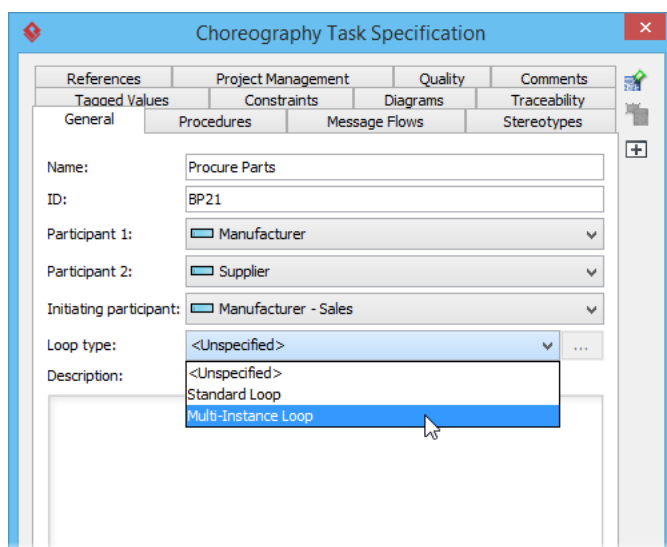 Choreography Task Specification
References Project Management Quality Comments
Tagged Values Constraints Diagrams Traceability
General Procedures Message Flows Stereotypes
Name: Procure Parts
ID: BP21
Participant 1: Manufacturer
Participant 2: Supplier
Initiating participant: Manufacturer - Sales
Loop type: <Unspecified> ...
Description: <Unspecified>
Standard Loop
Multi-Instance Loop